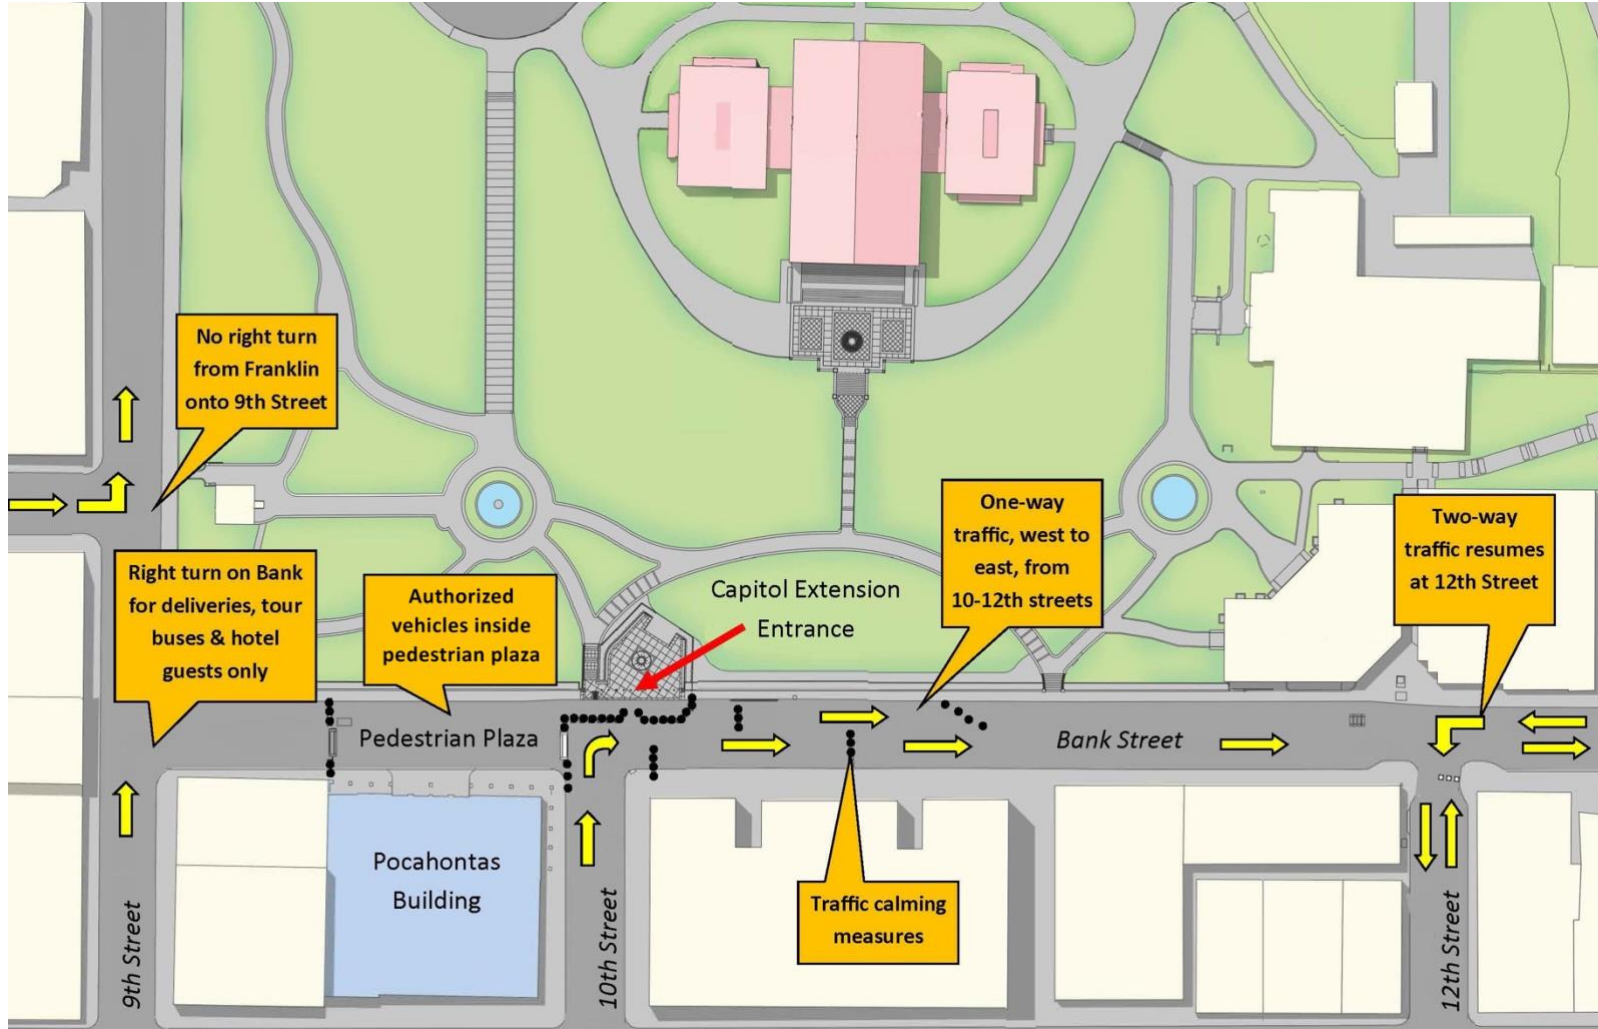 No right turn
from Franklin
onto 9th Street
Right turn on Bank
for deliveries, tour
buses & hotel
guests only
Authorized
vehicles inside
pedestrian plaza
Capitol Extension
Entrance
One-way
traffic, west to
east, from
10-12th streets
Two-way
traffic resumes
at 12th Street
Pedestrian Plaza
Bank Street
Pocahontas
Building
Traffic calming
measures
9th Street
10th Street
12th Street